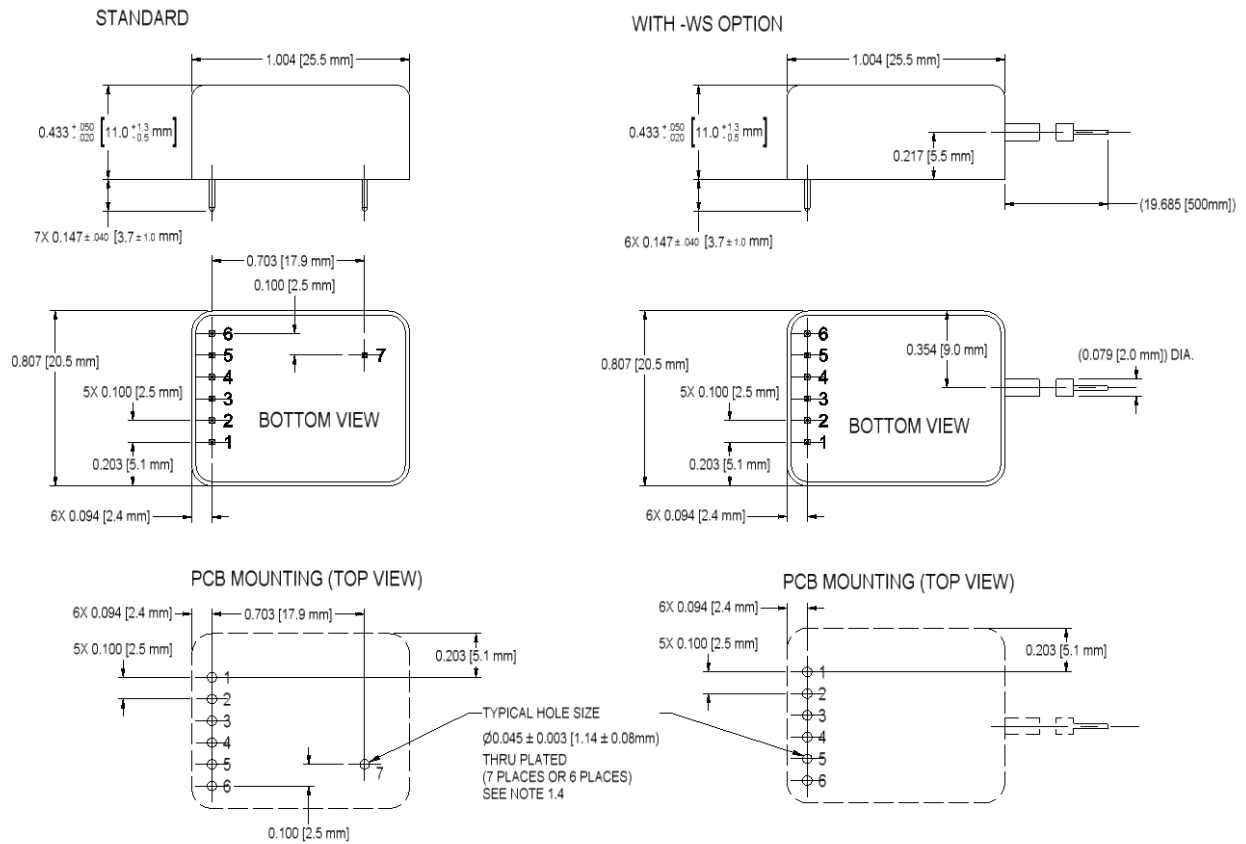 STANDARD
1.004 [25.5 mm]
0.433 +.050 -.020 [11.0 +1.3 -0.5 mm]
7X 0.147± .040 [3.7± 1.0 mm]
0.703 [17.9 mm]
0.100 [2.5 mm]
6
5
4
3
2
1
7
0.807 [20.5 mm]
5X 0.100 [2.5 mm]
BOTTOM VIEW
0.203 [5.1 mm]
6X 0.094 [2.4 mm]
PCB MOUNTING (TOP VIEW)
6X 0.094 [2.4 mm]
0.703 [17.9 mm]
5X 0.100 [2.5 mm]
0.203 [5.1 mm]
1
2
3
4
5
6
7
0.100 [2.5 mm]
TYPICAL HOLE SIZE
Ø0.045 ± 0.003 [1.14 ± 0.08mm)
THRU PLATED
(7 PLACES OR 6 PLACES)
SEE NOTE 1.4
WITH -WS OPTION
1.004 [25.5 mm]
0.433 +.050 -.020 [11.0 +1.3 -0.5 mm]
0.217 [5.5 mm]
(19.685 [500mm])
6X 0.147± .040 [3.7± 1.0 mm]
6
5
4
3
2
1
0.807 [20.5 mm]
0.354 [9.0 mm]
(0.079 [2.0 mm]) DIA.
5X 0.100 [2.5 mm]
BOTTOM VIEW
0.203 [5.1 mm]
6X 0.094 [2.4 mm]
PCB MOUNTING (TOP VIEW)
6X 0.094 [2.4 mm]
5X 0.100 [2.5 mm]
0.203 [5.1 mm]
1
2
3
4
5
6